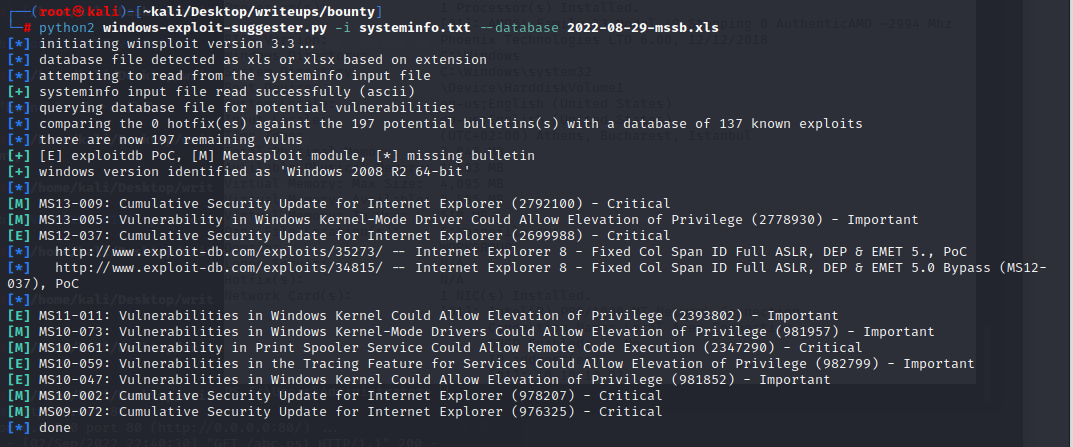 ┌──(root㉿kali)-[~kali/Desktop/writeups/bounty]
└─# python2 windows-exploit-suggester.py -i systeminfo.txt --database 2022-08-29-mssb.xls
[*] initiating winsploit version 3.3...
[*] database file detected as xls or xlsx based on extension
[*] attempting to read from the systeminfo input file
[+] systeminfo input file read successfully (ascii)
[*] querying database file for potential vulnerabilities
[*] comparing the 0 hotfix(es) against the 197 potential bulletins(s) with a database of 137 known exploits
[*] there are now 197 remaining vulns
[+] [E] exploitdb PoC, [M] Metasploit module, [*] missing bulletin
[+] windows version identified as 'Windows 2008 R2 64-bit'
[*]
[M] MS13-009: Cumulative Security Update for Internet Explorer (2792100) - Critical
[M] MS13-005: Vulnerability in Windows Kernel-Mode Driver Could Allow Elevation of Privilege (2778930) - Important
[E] MS12-037: Cumulative Security Update for Internet Explorer (2699988) - Critical
[*]   http://www.exploit-db.com/exploits/35273/ -- Internet Explorer 8 - Fixed Col Span ID Full ASLR, DEP & EMET 5., PoC
[*]   http://www.exploit-db.com/exploits/34815/ -- Internet Explorer 8 - Fixed Col Span ID Full ASLR, DEP & EMET 5.0 Bypass (MS12-
037), PoC
[*]
[E] MS11-011: Vulnerabilities in Windows Kernel Could Allow Elevation of Privilege (2393802) - Important
[M] MS10-073: Vulnerabilities in Windows Kernel-Mode Drivers Could Allow Elevation of Privilege (981957) - Important
[M] MS10-061: Vulnerability in Print Spooler Service Could Allow Remote Code Execution (2347290) - Critical
[E] MS10-059: Vulnerabilities in the Tracing Feature for Services Could Allow Elevation of Privilege (982799) - Important
[E] MS10-047: Vulnerabilities in Windows Kernel Could Allow Elevation of Privilege (981852) - Important
[M] MS10-002: Cumulative Security Update for Internet Explorer (978207) - Critical
[M] MS09-072: Cumulative Security Update for Internet Explorer (976325) - Critical
[*] done